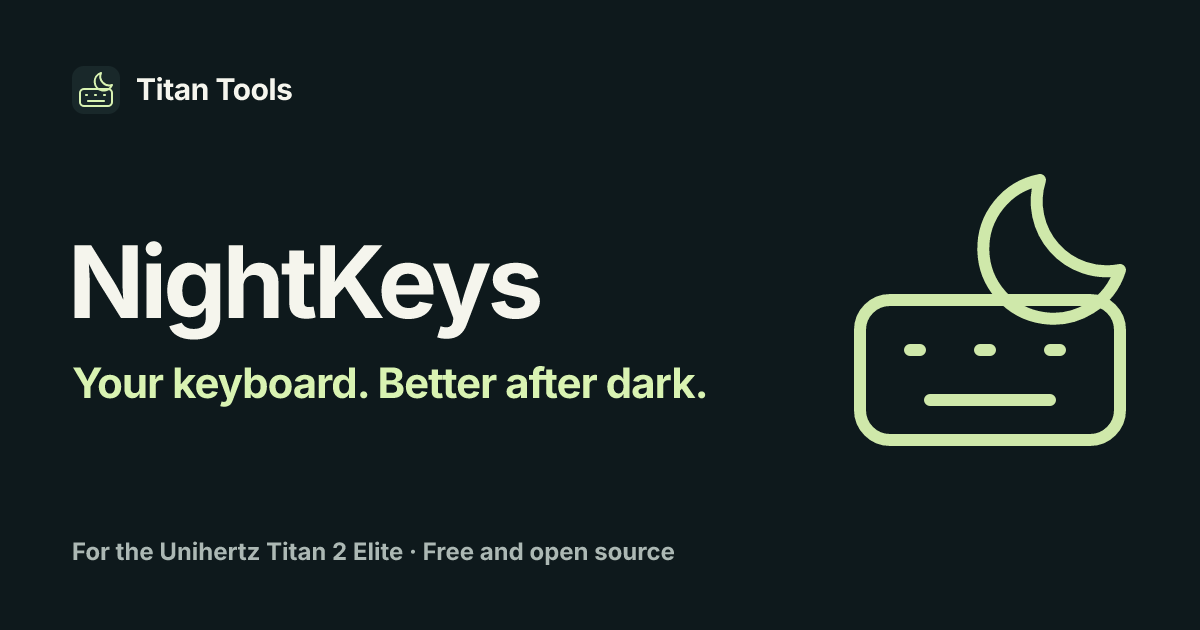 Titan Tools
NightKeys
Your keyboard. Better after dark.
For the Unihertz Titan 2 Elite · Free and open source